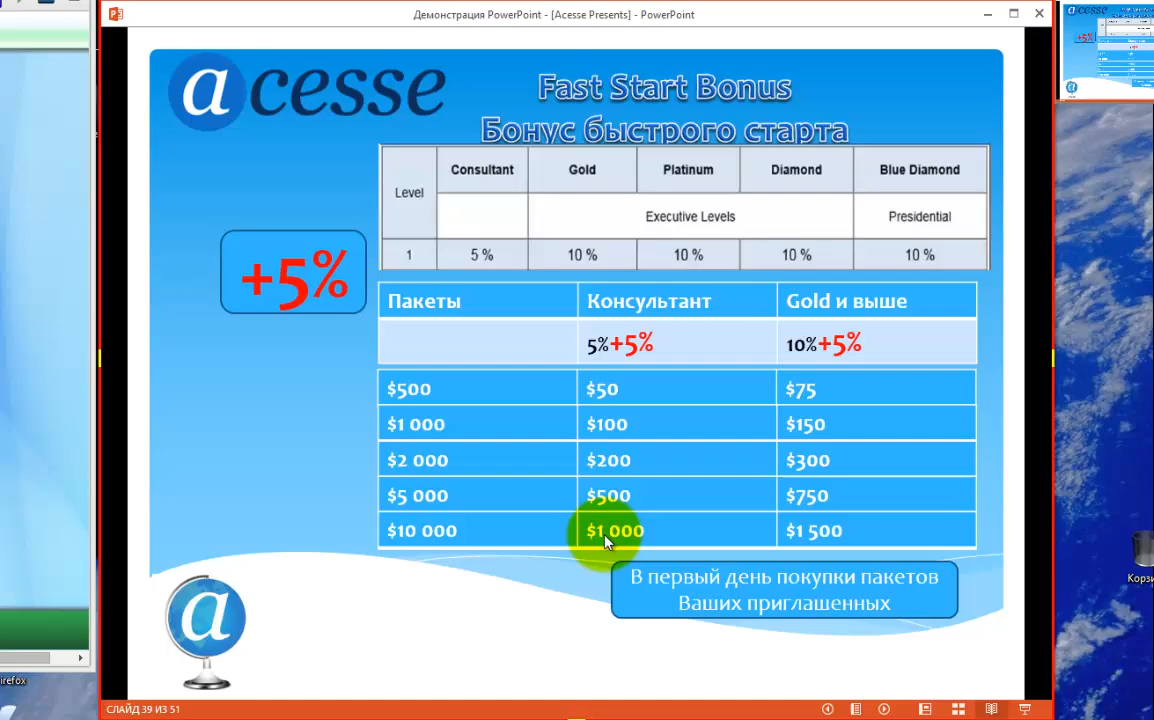 Демонстрация PowerPoint - [Acesse Presents] - PowerPoint
acesse
Fast Start Bonus
Бонус быстрого старта
Level Consultant Gold Platinum Diamond Blue Diamond
Executive Levels Presidential
1 5 % 10 % 10 % 10 % 10 %
+5%
Пакеты Консультант Gold и выше
5%+5% 10%+5%
$500 $50 $75
$1 000 $100 $150
$2 000 $200 $300
$5 000 $500 $750
$10 000 $1 000 $1 500
В первый день покупки пакетов
Ваших приглашенных
a
СЛАЙД 39 ИЗ 51
irefox
Корзи